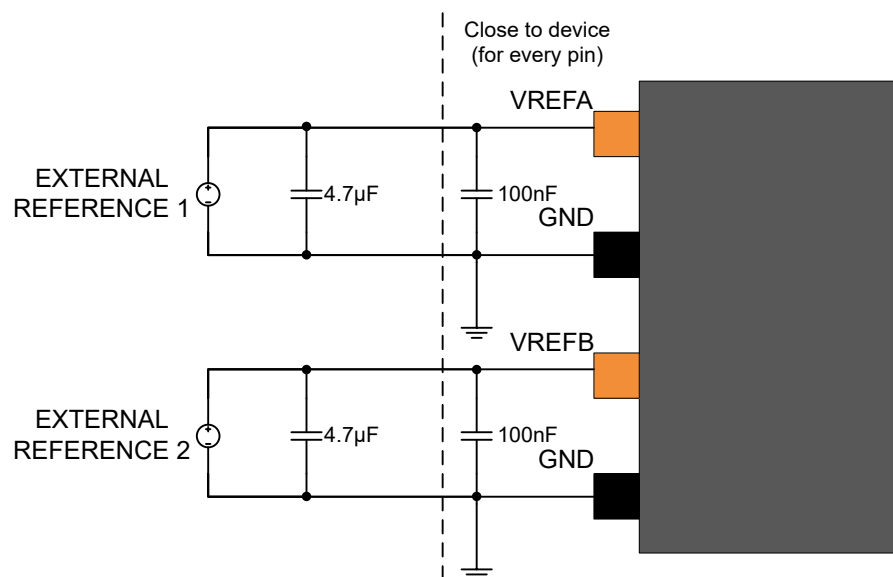 Close to device
(for every pin)
VREFA
EXTERNAL
REFERENCE 1
4.7µF
100nF
GND
VREFB
EXTERNAL
REFERENCE 2
4.7µF
100nF
GND